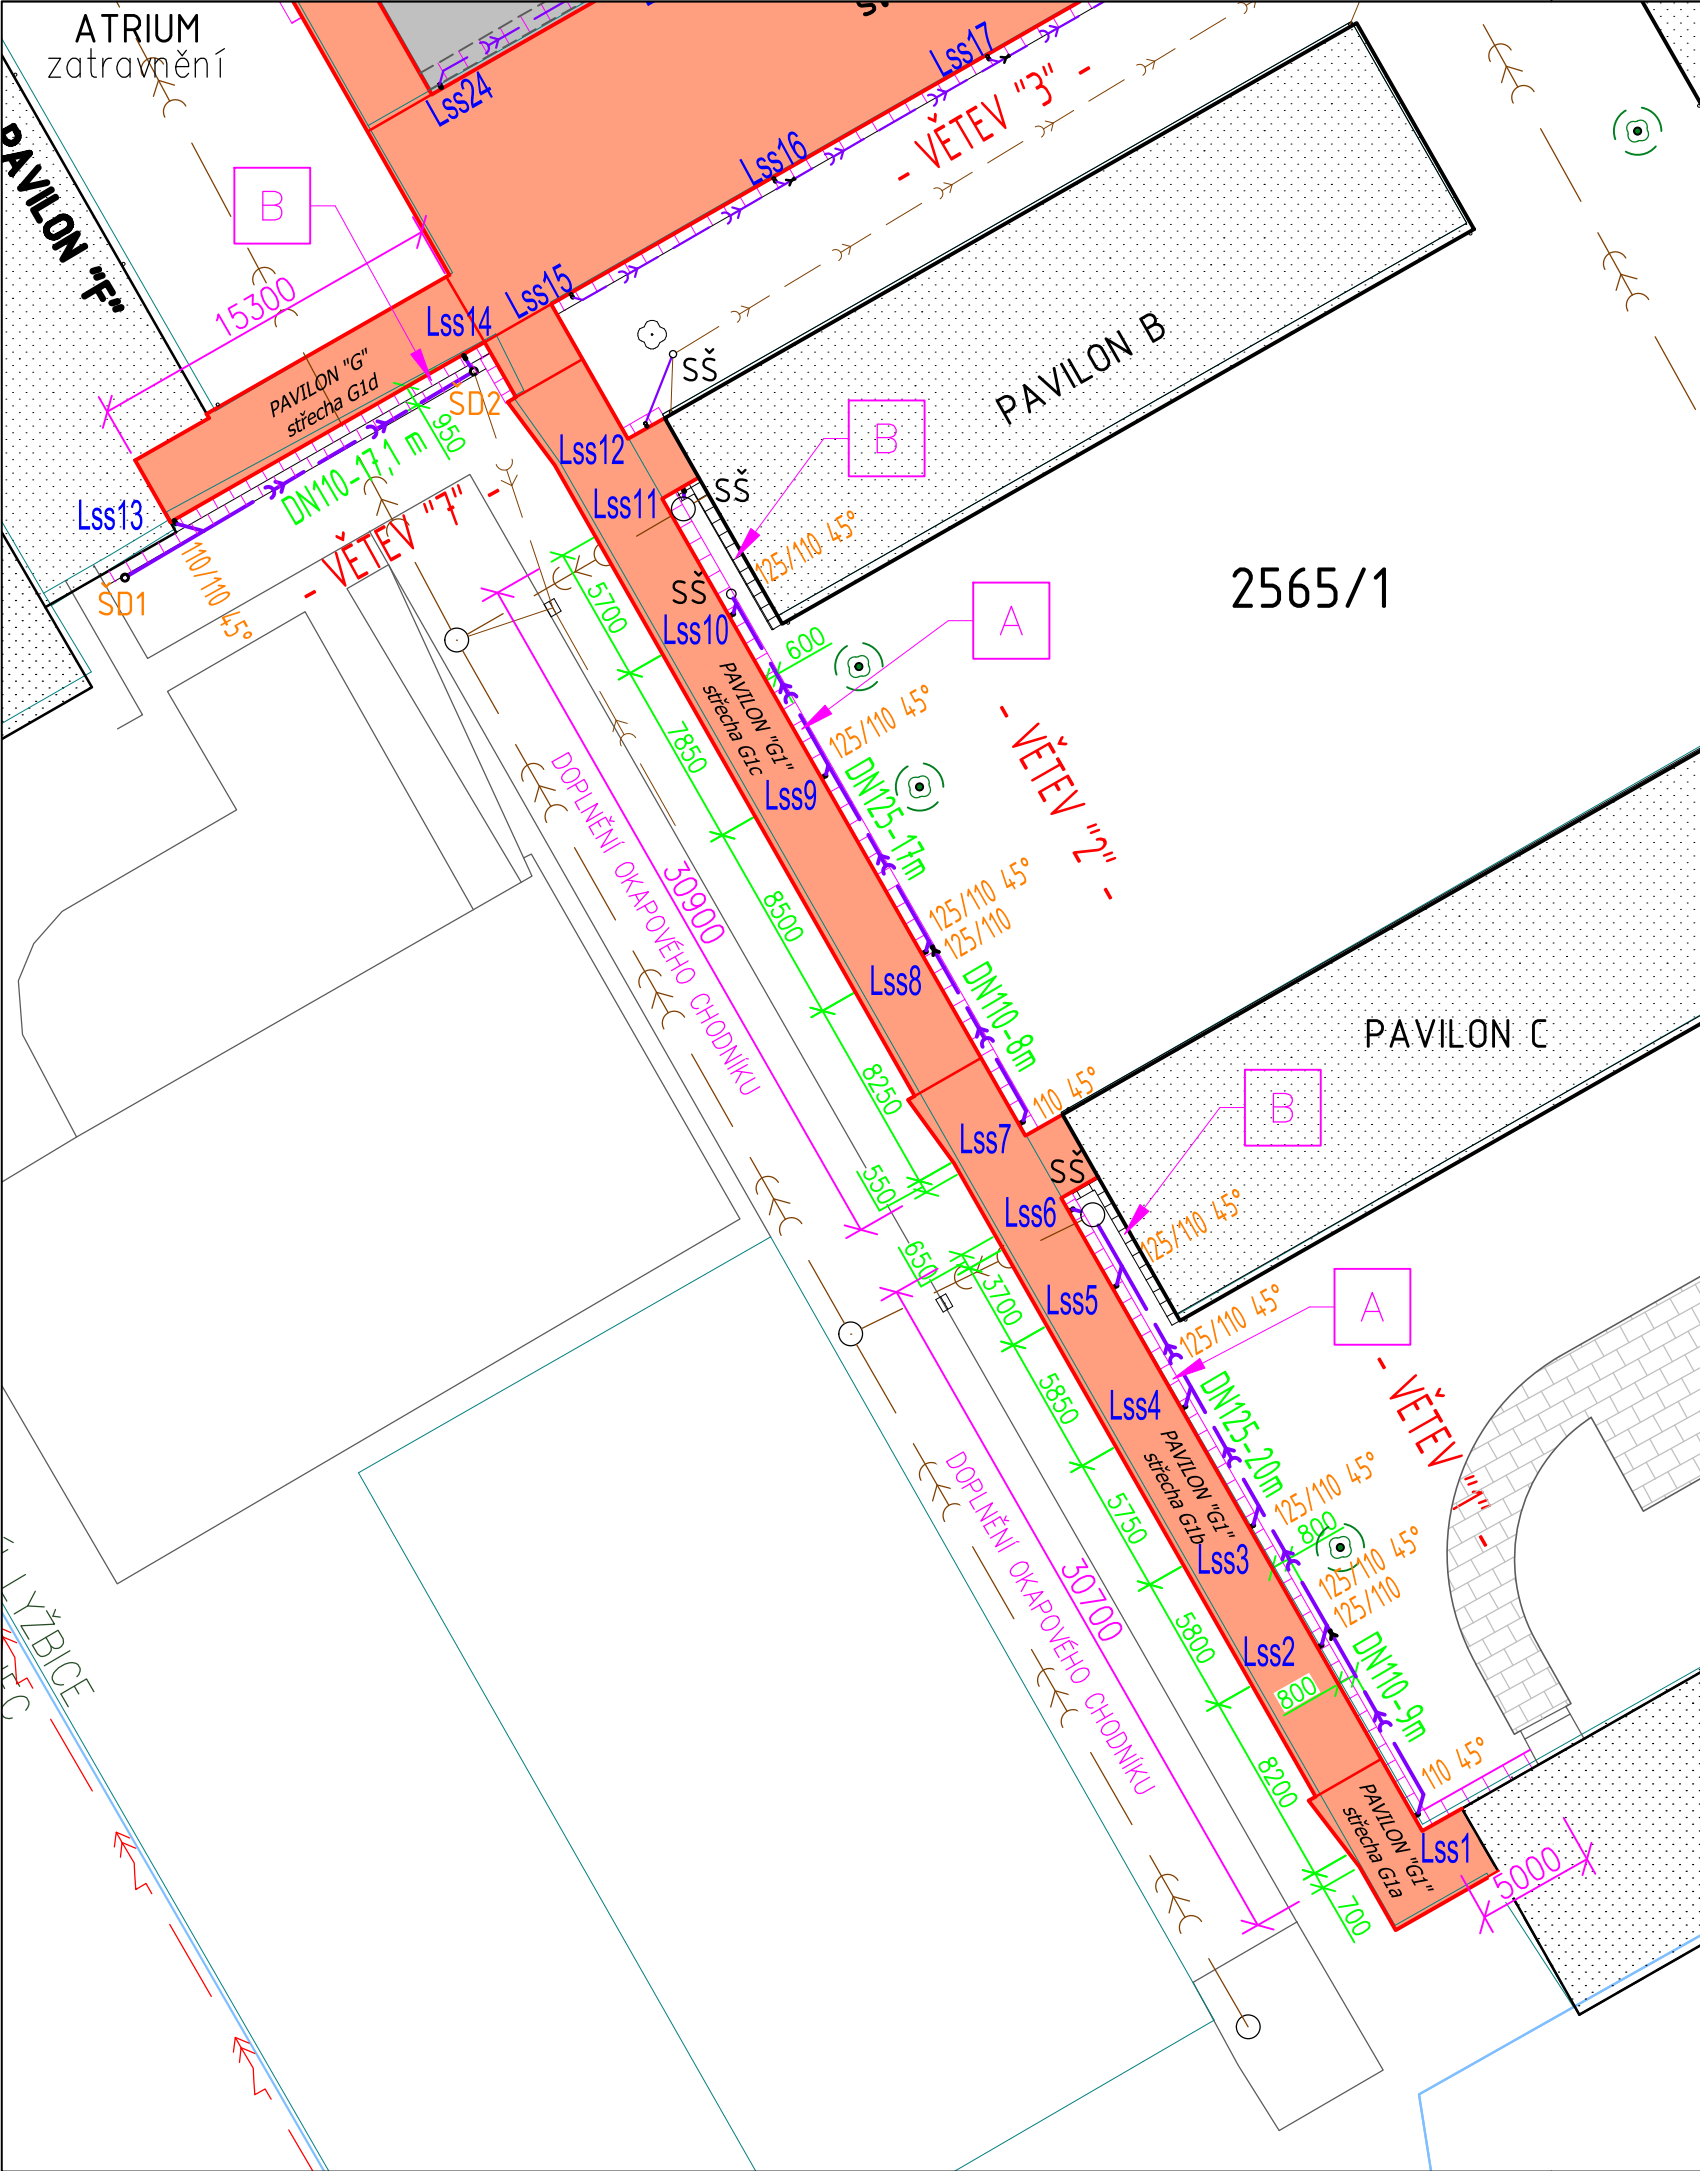 ATRIUM
zatravnění
PAVILON "F"
B
15300
Lss24
Lss17
Lss16
- VĚTEV "3" -
Lss15
Lss14
PAVILON "G"
střecha G1d
SD2
950
DN110-17,1 m
Lss13
ŠD1
110/110 45°
- VĚTEV "7" -
SŠ
PAVILON B
Lss12
Lss11
SŠ
B
125/110 45°
2565/1
5700
SŠ
Lss10
600
A
PAVILON "G1"
střecha G1c
125/110 45°
7850
Lss9
DN125-17m
- VĚTEV "2" -
DOPLNĚNÍ OKAPOVÉHO CHODNÍKU
30900
8500
125/110 45°
125/110
Lss8
DN110-8m
PAVILON C
8250
110 45°
Lss7
B
SŠ
550
Lss6
125/110 45°
650
3700
Lss5
125/110 45°
A
5850
Lss4
DN125-20m
- VĚTEV "1" -
PAVILON "G1"
střecha G1b
DOPLNĚNÍ OKAPOVÉHO CHODNÍKU
30700
5750
125/110 45°
800
Lss3
125/110 45°
125/110
5800
Lss2
800
DN110-9m
LYŽBICE
8200
110 45°
PAVILON "G1"
střecha G1a
Lss1
5000
700